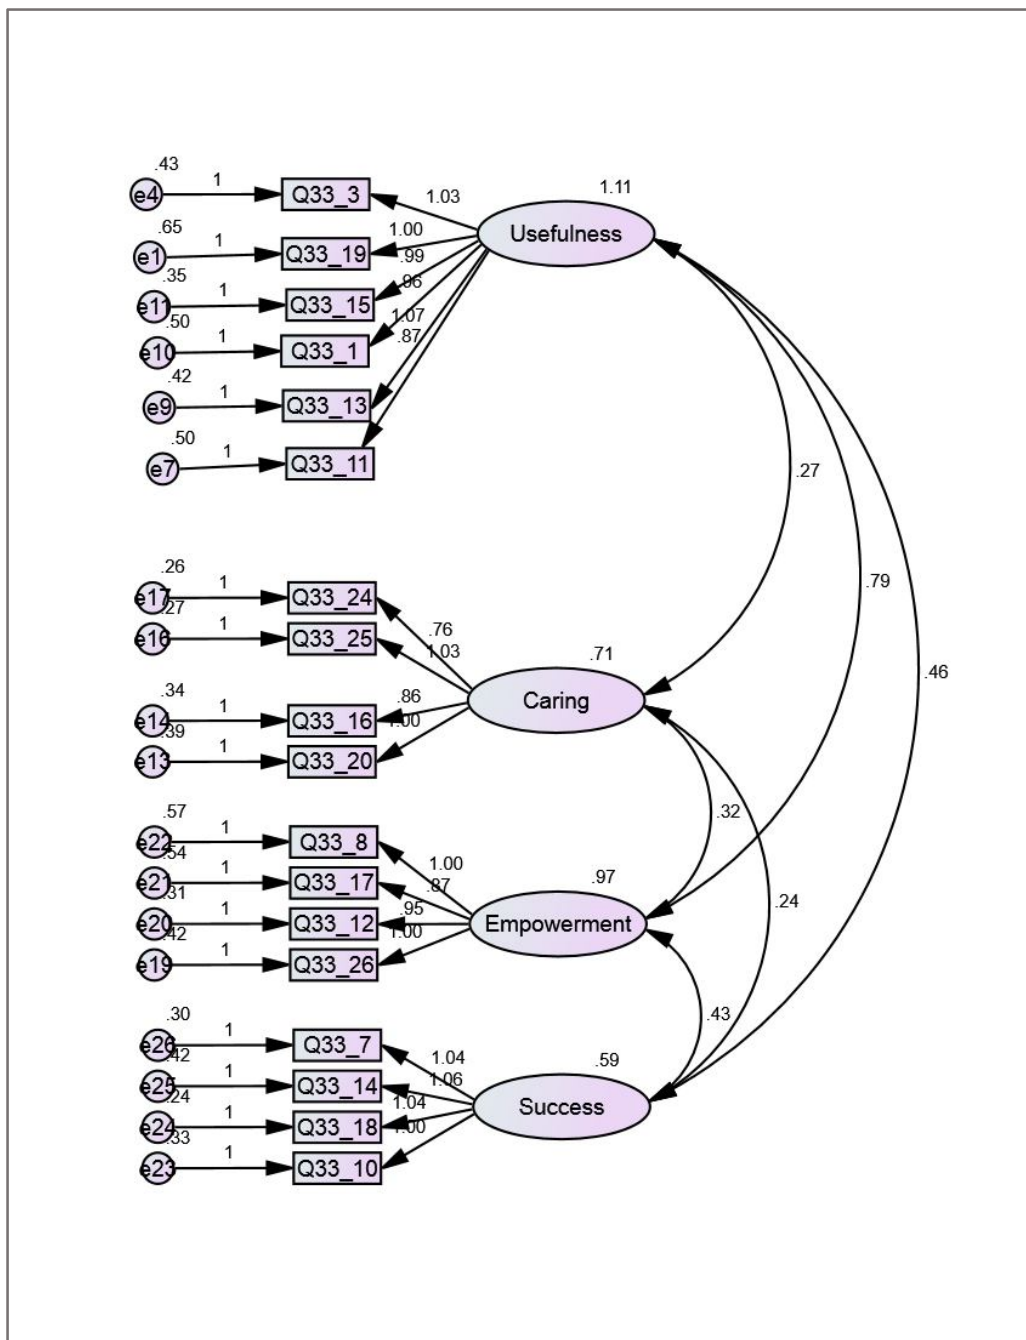 .43
e4 1 Q33_3 1.03 1.11
Usefulness
.65
e1 1 Q33_19 1.00
.99
.35
e11 1 Q33_15 .96
.50
e10 1 Q33_1 1.07
.87
.42
e9 1 Q33_13
.50
e7 1 Q33_11
.27
.79
.46
.26
e17 1 Q33_24 .76
.27
e16 1 Q33_25 1.03
.71
Caring
.34
e14 1 Q33_16 .86
.39
e13 1 Q33_20 1.00
.32
.24
.57
e22 1 Q33_8 1.00
.54
e21 1 Q33_17 .87
.97
Empowerment
.31
e20 1 Q33_12 .95
.42
e19 1 Q33_26 1.00
.43
.30
e26 1 Q33_7 1.04
.42
e25 1 Q33_14 1.06
.59
Success
.24
e24 1 Q33_18 1.04
.33
e23 1 Q33_10 1.00